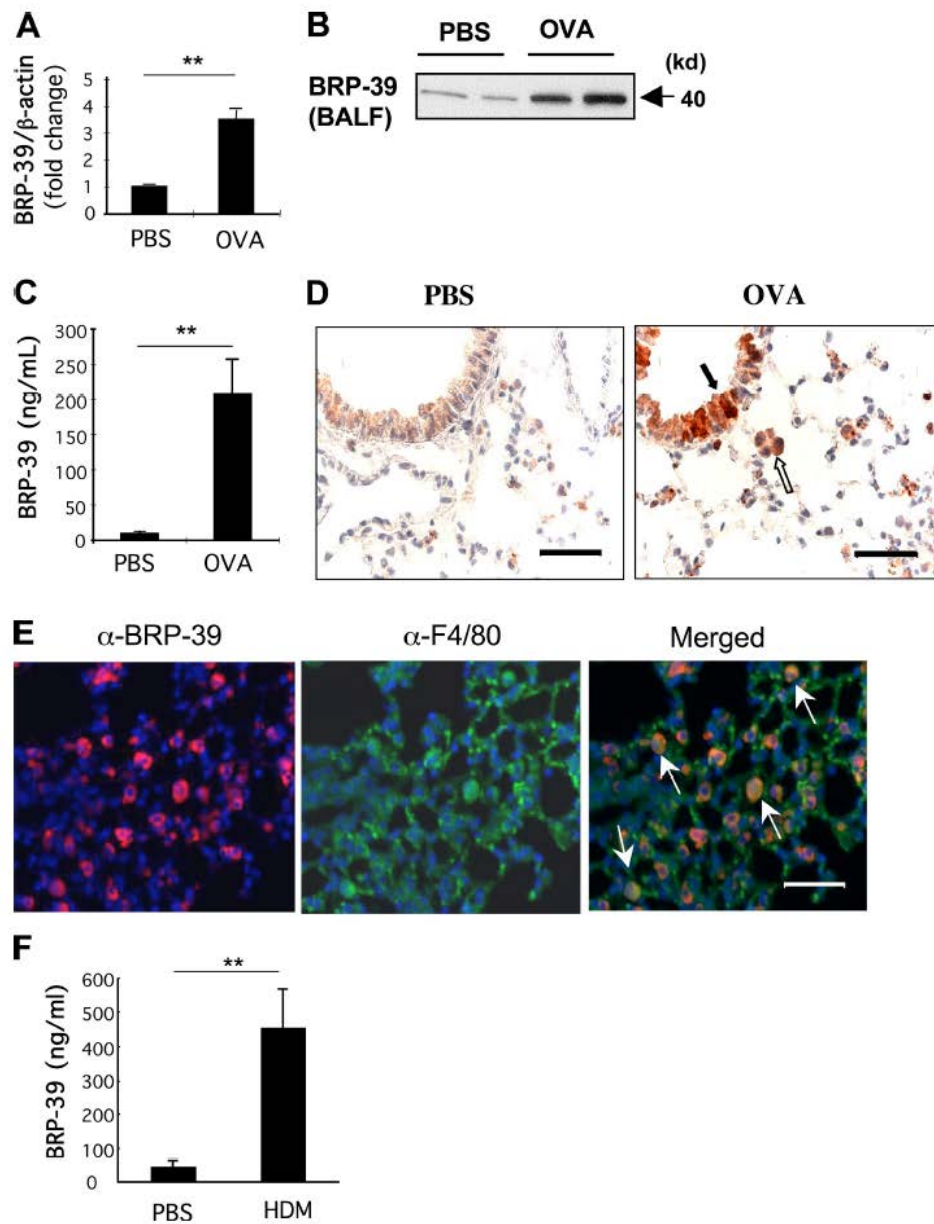 A
**
BRP-39/β-actin
(fold change)
5
4
3
2
1
0
PBS OVA
B
PBS OVA
(kd)
BRP-39
(BALF)
40
C
**
BRP-39 (ng/mL)
300
250
200
150
100
50
0
PBS OVA
D
PBS OVA
E
α-BRP-39 α-F4/80 Merged
F
**
BRP-39 (ng/ml)
600
500
400
300
200
100
0
PBS HDM